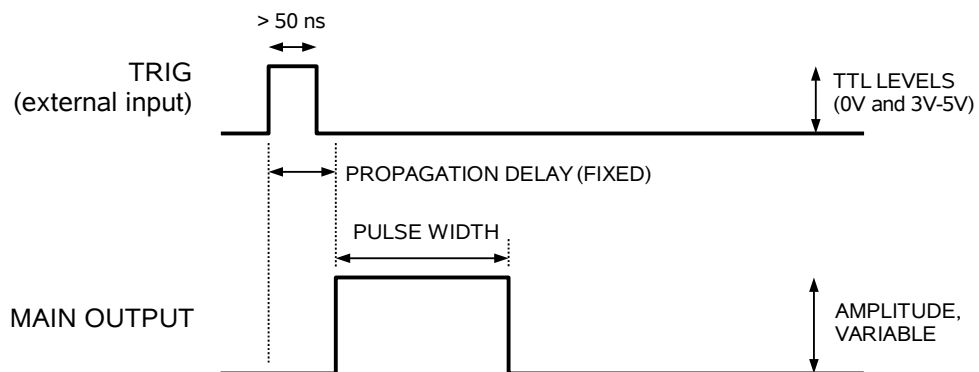 > 50 ns
TRIG
(external input)
TTL LEVELS
(0V and 3V-5V)
PROPAGATION DELAY (FIXED)
PULSE WIDTH
MAIN OUTPUT
AMPLITUDE,
VARIABLE